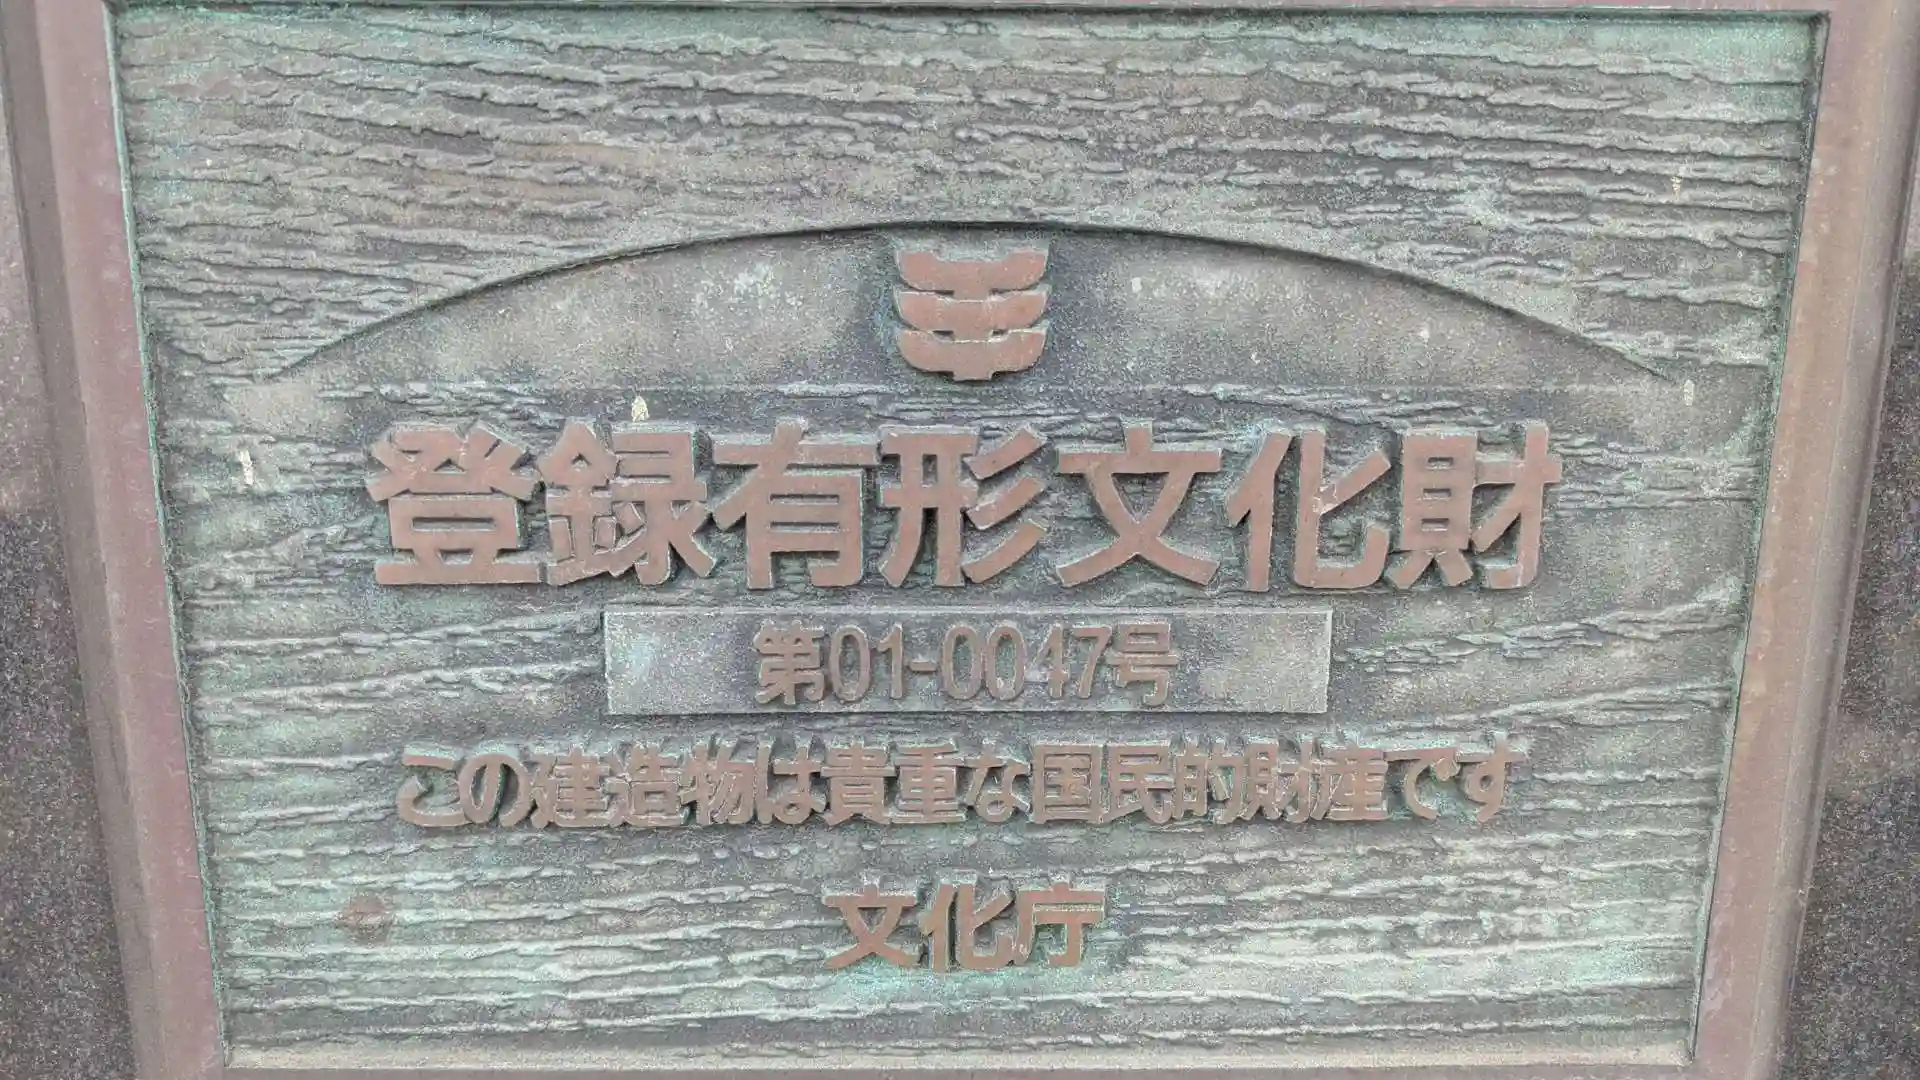 登録有形文化財
第01-0047号
この建造物は貴重な国民的財産です
文化庁